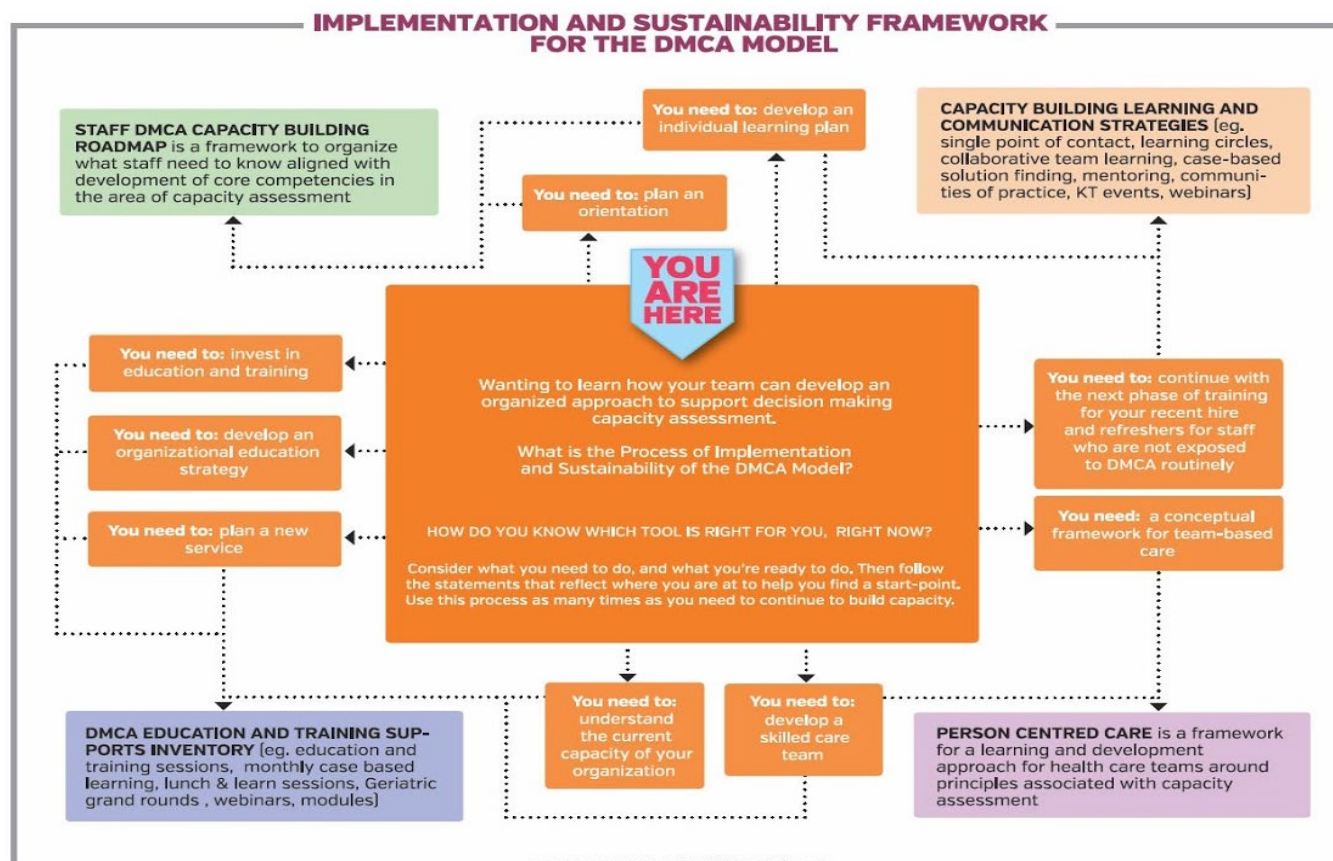 IMPLEMENTATION AND SUSTAINABILITY FRAMEWORK
FOR THE DMCA MODEL
STAFF DMCA CAPACITY BUILDING
ROADMAP is a framework to organize
what staff need to know aligned with
development of core competencies in
the area of capacity assessment
You need to: develop an
individual learning plan
You need to: plan an
orientation
CAPACITY BUILDING LEARNING AND
COMMUNICATION STRATEGIES (eg.
single point of contact, learning circles,
collaborative team learning, case-based
solution finding, mentoring, communi-
ties of practice, KT events, webinars)
YOU
ARE
HERE
You need to: invest in
education and training
You need to: develop an
organizational education
strategy
You need to: plan a new
service
Wanting to learn how your team can develop an
organized approach to support decision making
capacity assessment.
What is the Process of Implementation
and Sustainability of the DMCA Model?
HOW DO YOU KNOW WHICH TOOL IS RIGHT FOR YOU, RIGHT NOW?
Consider what you need to do, and what you're ready to do. Then follow
the statements that reflect where you are at to help you find a start-point.
Use this process as many times as you need to continue to build capacity.
You need to: continue with
the next phase of training
for your recent hire
and refreshers for staff
who are not exposed
to DMCA routinely
You need: a conceptual
framework for team-based
care
DMCA EDUCATION AND TRAINING SUP-
PORTS INVENTORY (eg. education and
training sessions, monthly case based
learning, lunch & learn sessions, Geriatric
grand rounds , webinars, modules)
You need to:
understand
the current
capacity of your
organization
You need to:
develop a
skilled care
team
PERSON CENTRED CARE is a framework
for a learning and development
approach for health care teams around
principles associated with capacity
assessment